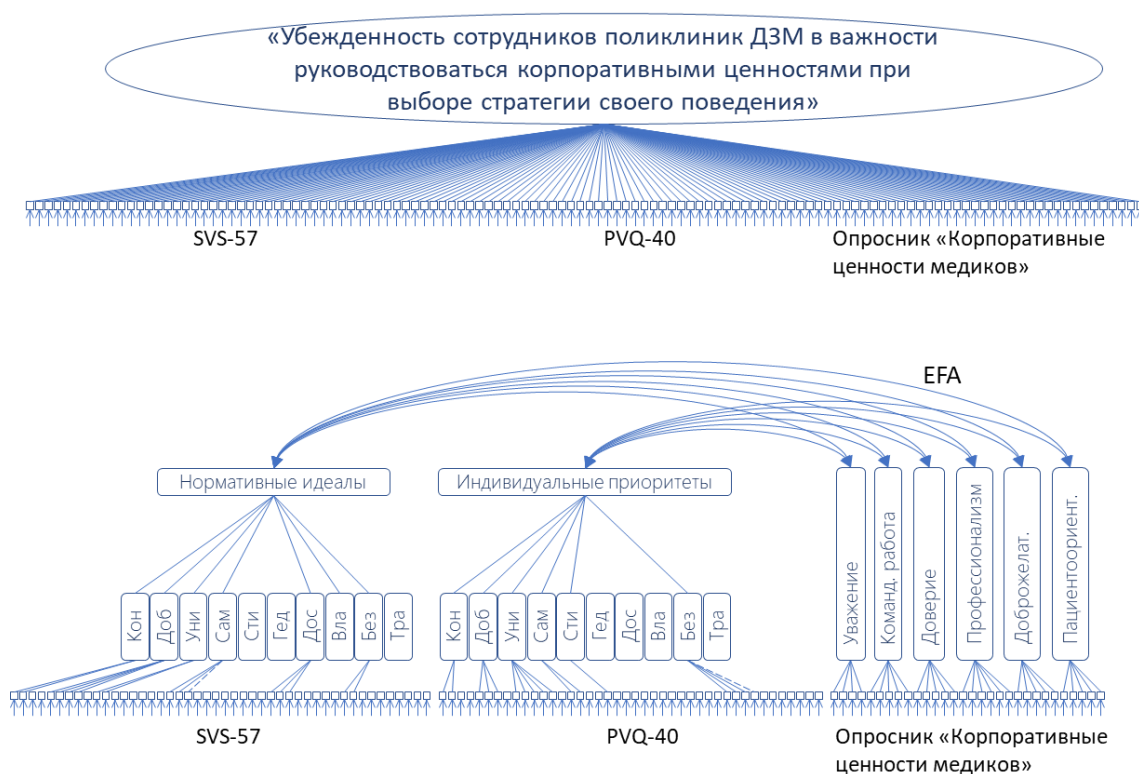 «Убежденность сотрудников поликлиник ДЗМ в важности
руководствоваться корпоративными ценностями при
выборе стратегии своего поведения»
SVS-57
PVQ-40
Опросник «Корпоративные
ценности медиков»
EFA
Нормативные идеалы
Индивидуальные приоритеты
Уважение
Команд. работа
Доверие
Профессионализм
Доброжелат.
Пациентоориент.
Кон
Доб
Уни
Сам
Сти
Гед
Дос
Вла
Без
Тра
Кон
Доб
Уни
Сам
Сти
Гед
Дос
Вла
Без
Тра
SVS-57
PVQ-40
Опросник «Корпоративные
ценности медиков»